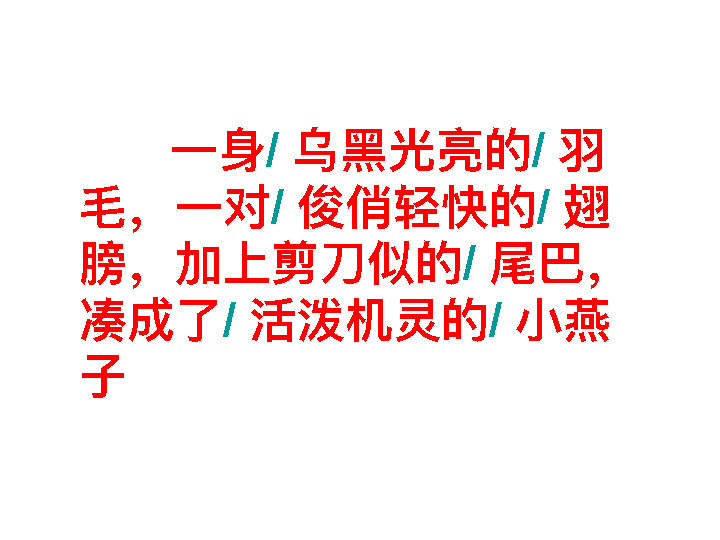 一身/ 乌黑光亮的/ 羽
毛，一对/ 俊俏轻快的/ 翅
膀，加上剪刀似的/ 尾巴，
凑成了/ 活泼机灵的/ 小燕
子